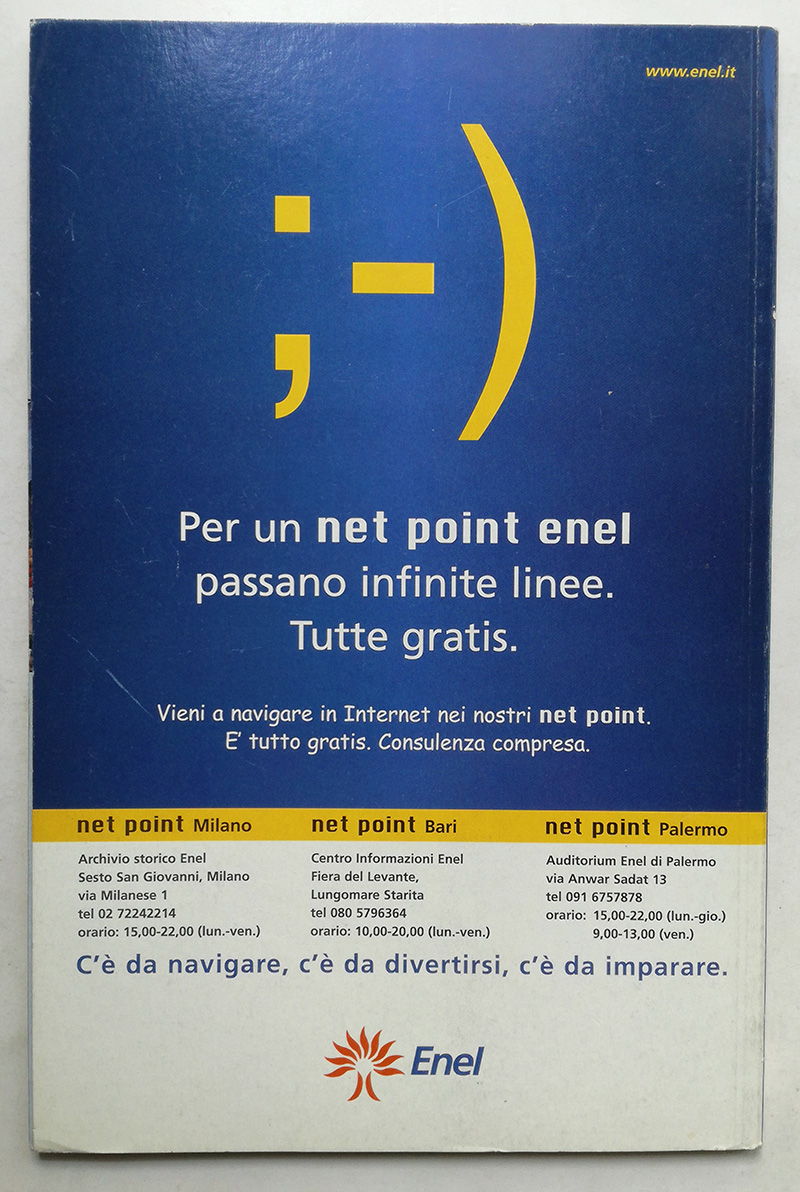 www.enel.it
;-)
Per un net point enel
passano infinite linee.
Tutte gratis.
Vieni a navigare in Internet nei nostri net point.
E' tutto gratis. Consulenza compresa.
net point Milano
Archivio storico Enel
Sesto San Giovanni, Milano
via Milanese 1
tel 02 72242214
orario: 15,00-22,00 (lun.-ven.)
net point Bari
Centro Informazioni Enel
Fiera del Levante,
Lungomare Starita
tel 080 5796364
orario: 10,00-20,00 (lun.-ven.)
net point Palermo
Auditorium Enel di Palermo
via Anwar Sadat 13
tel 091 6757878
orario: 15,00-22,00 (lun.-gio.)
9,00-13,00 (ven.)
C'è da navigare, c'è da divertirsi, c'è da imparare.
Enel